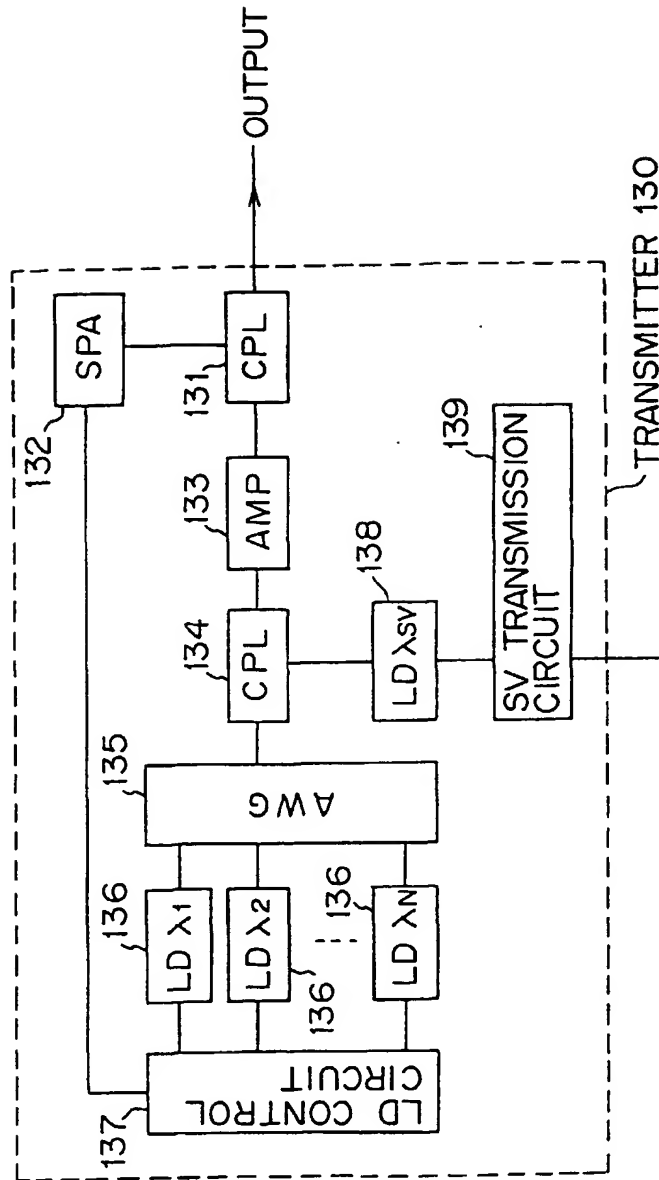 132
SPA
CPL
131
OUTPUT
133
AMP
134
CPL
138
LD λSV
139
SV TRANSMISSION
CIRCUIT
135
AWG
136
LD λ1
LD λ2
136
136
LD λN
137
LD CONTROL
CIRCUIT
TRANSMITTER 130